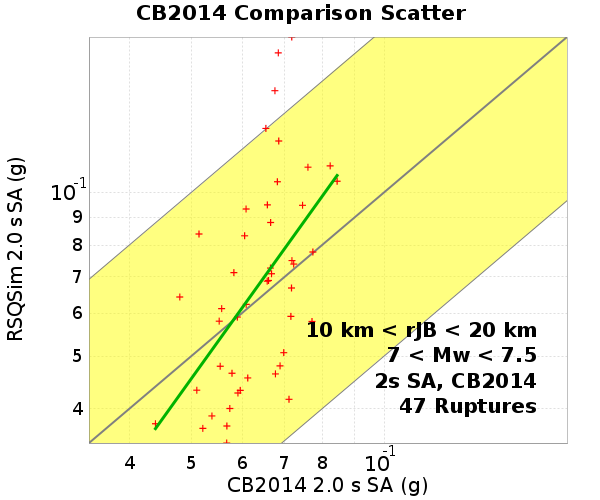 CB2014 Comparison Scatter
RSQSim 2.0 s SA (g)
10-1
9
8
7
6
5
4
10 km < rJB < 20 km
7 < Mw < 7.5
2s SA, CB2014
47 Ruptures
4 5 6 7 8 10-1
CB2014 2.0 s SA (g)